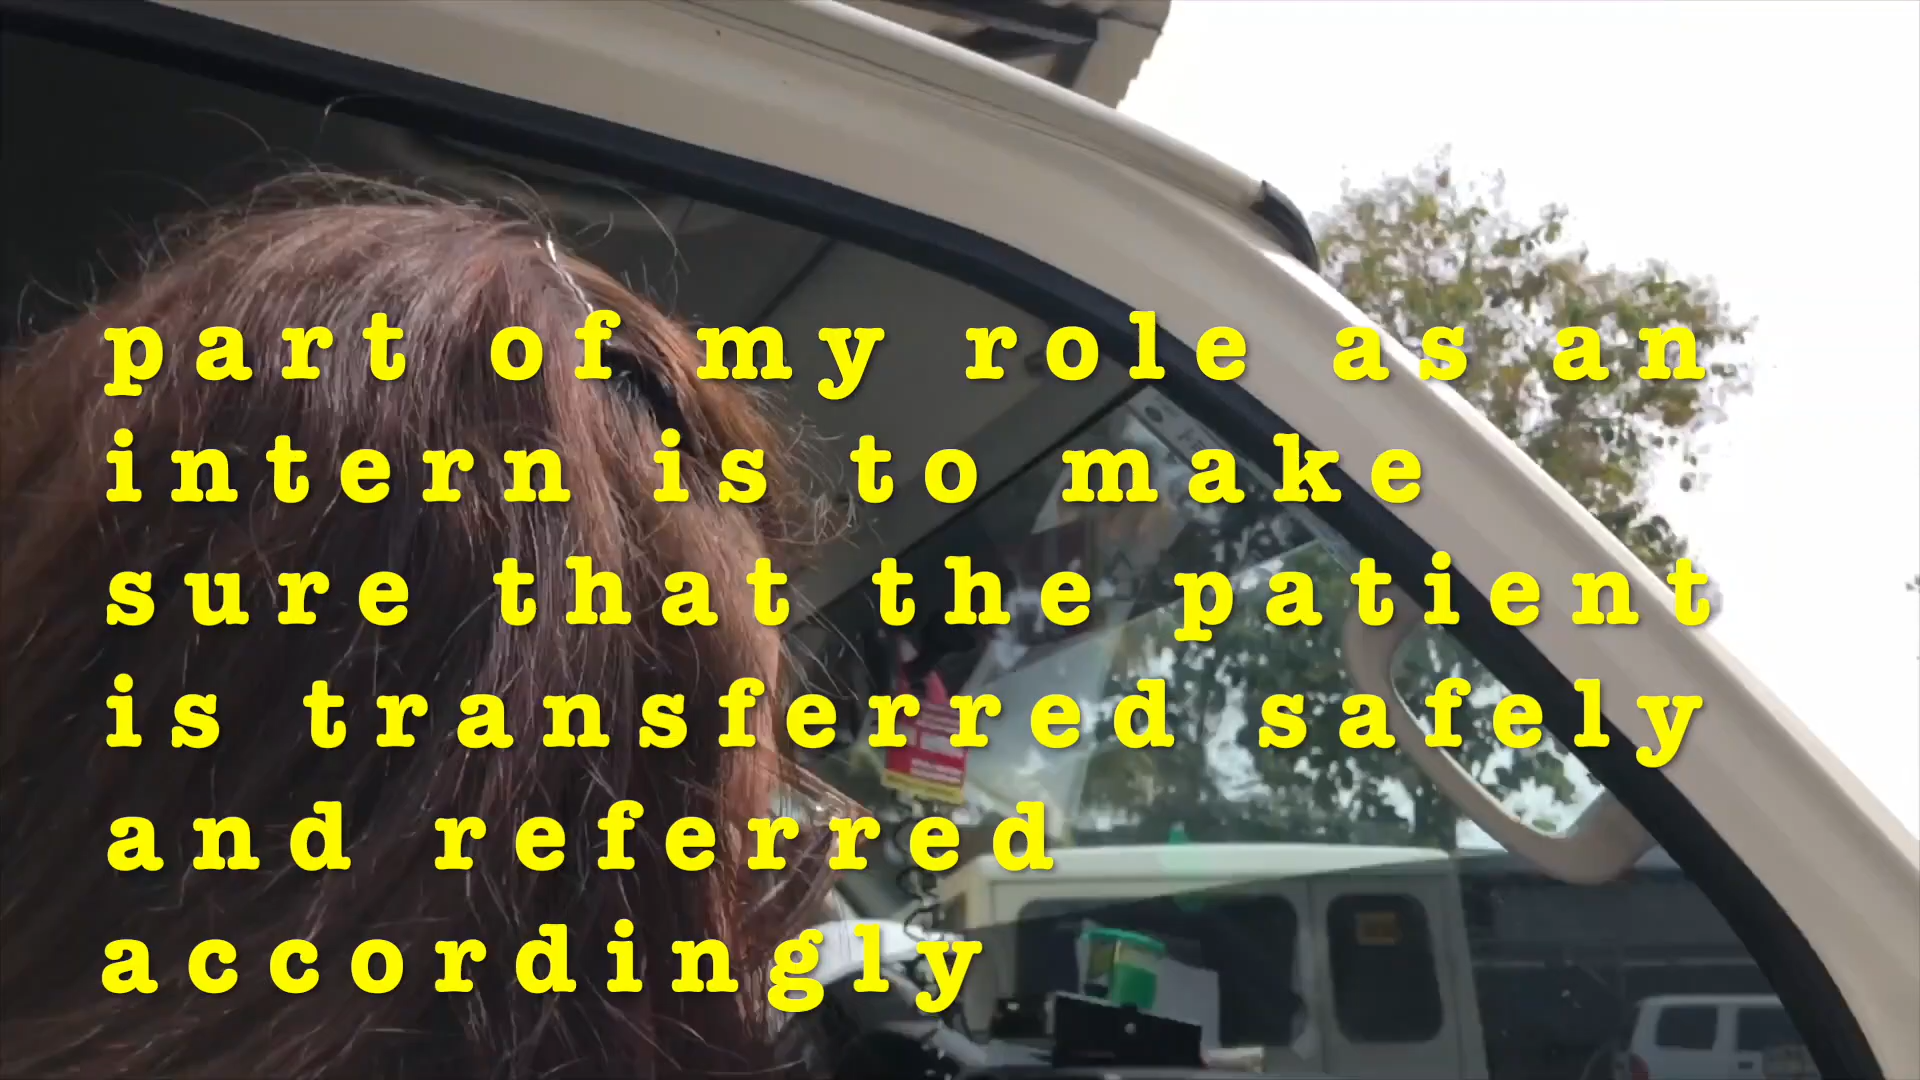 part of my role as an
intern is to make
sure that the patient
is transferred safely
and referred
accordingly